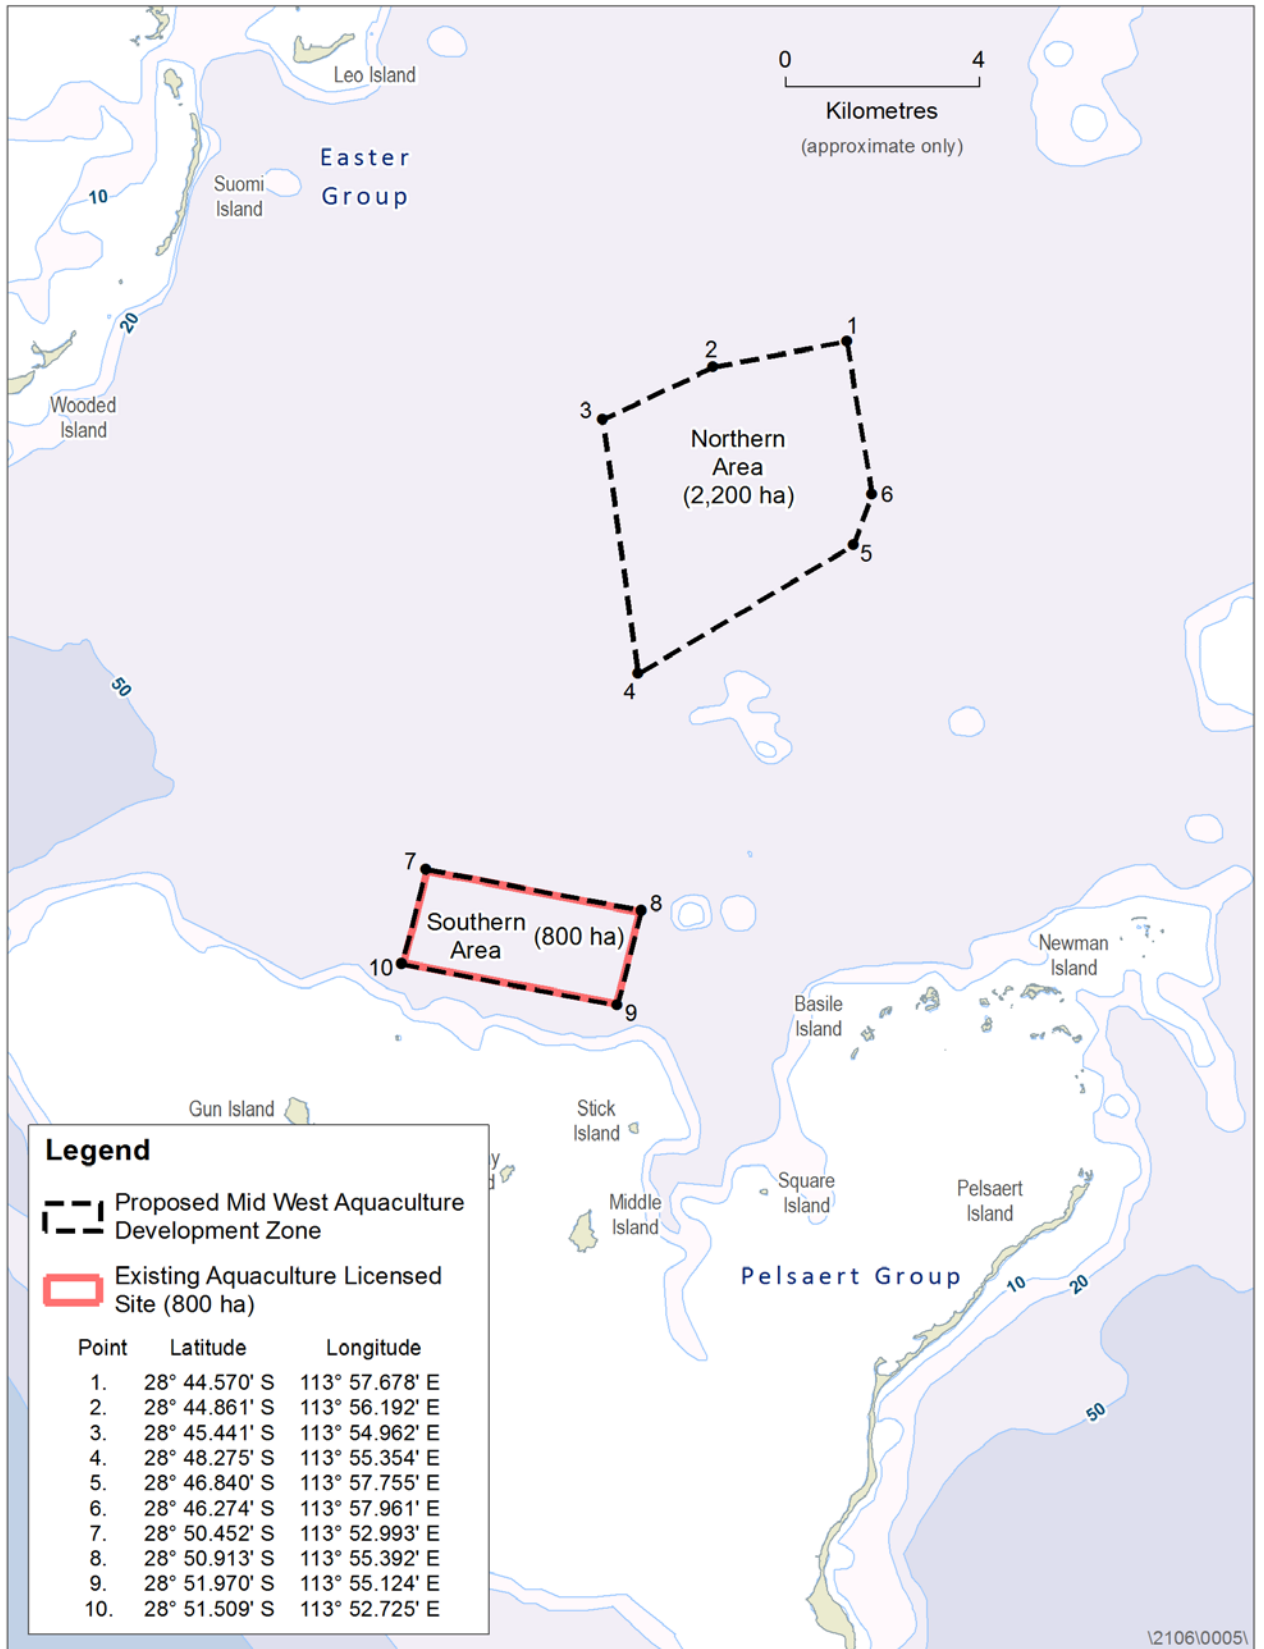 0 4
Kilometres
(approximate only)
Leo Island
Easter
Group
Suomi
Island
10
20
Wooded
Island
1
2
3
Northern
Area
(2,200 ha)
6
5
4
50
7
8
Southern
Area
(800 ha)
10
9
Newman
Island
Basile
Island
Gun Island
Stick
Island
Middle
Island
Square
Island
Pelsaert
Island
Pelsaert Group
10
20
50
Legend
Proposed Mid West Aquaculture
Development Zone
Existing Aquaculture Licensed
Site (800 ha)
Point Latitude Longitude
1. 28° 44.570' S 113° 57.678' E
2. 28° 44.861' S 113° 56.192' E
3. 28° 45.441' S 113° 54.962' E
4. 28° 48.275' S 113° 55.354' E
5. 28° 46.840' S 113° 57.755' E
6. 28° 46.274' S 113° 57.961' E
7. 28° 50.452' S 113° 52.993' E
8. 28° 50.913' S 113° 55.392' E
9. 28° 51.970' S 113° 55.124' E
10. 28° 51.509' S 113° 52.725' E
\2106\0005\